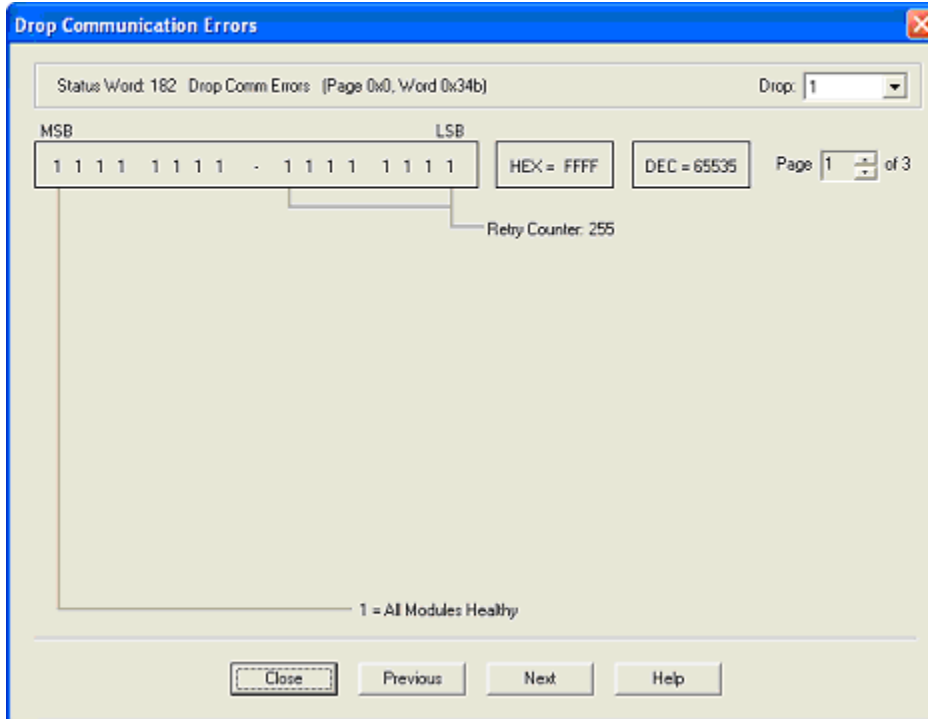 Drop Communication Errors
Status Word: 182 Drop Comm Errors (Page 0x0, Word 0x34b) Drop: 1
MSB LSB
1 1 1 1 1 1 1 1 - 1 1 1 1 1 1 1 1 HEX = FFFF DEC = 65535 Page 1 of 3
Retry Counter: 255
1 = All Modules Healthy
Close Previous Next Help